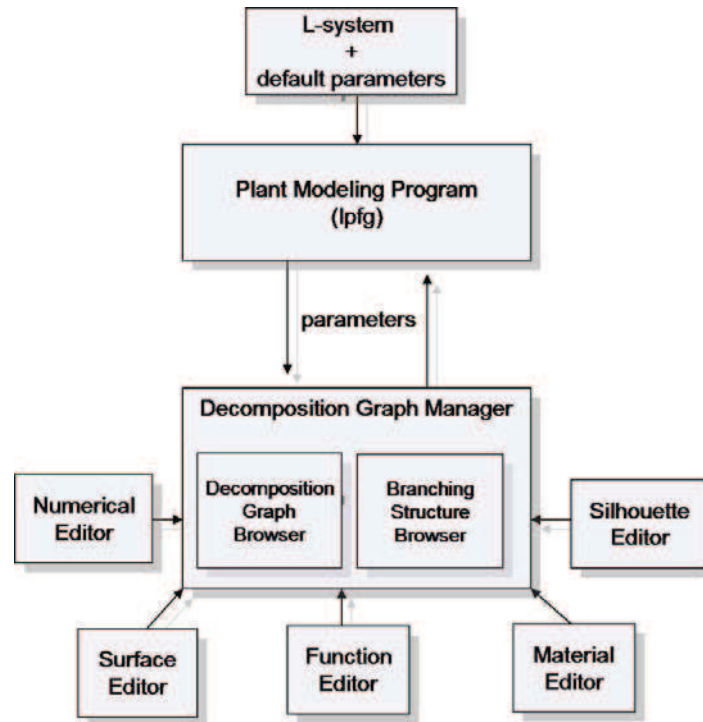 L-system
+
default parameters
Plant Modeling Program
(lpfg)
parameters
Decomposition Graph Manager
Decomposition
Graph
Browser
Branching
Structure
Browser
Numerical
Editor
Silhouette
Editor
Surface
Editor
Function
Editor
Material
Editor